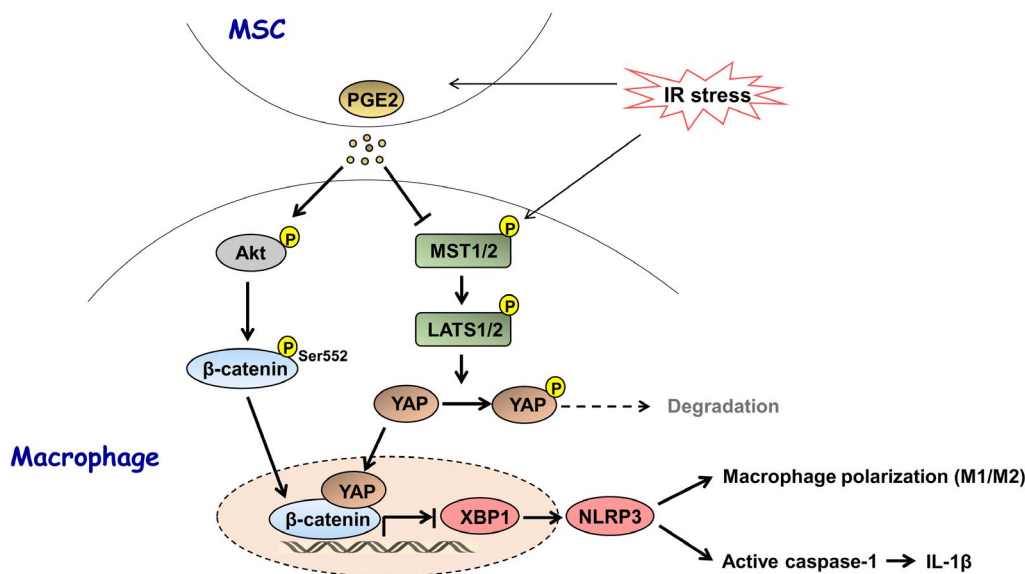 MSC
PGE2
IR stress
Akt
P
MST1/2
P
LATS1/2
P
β-catenin
P
Ser552
YAP
YAP
P
Degradation
Macrophage
YAP
β-catenin
XBP1
NLRP3
Macrophage polarization (M1/M2)
Active caspase-1
IL-1β